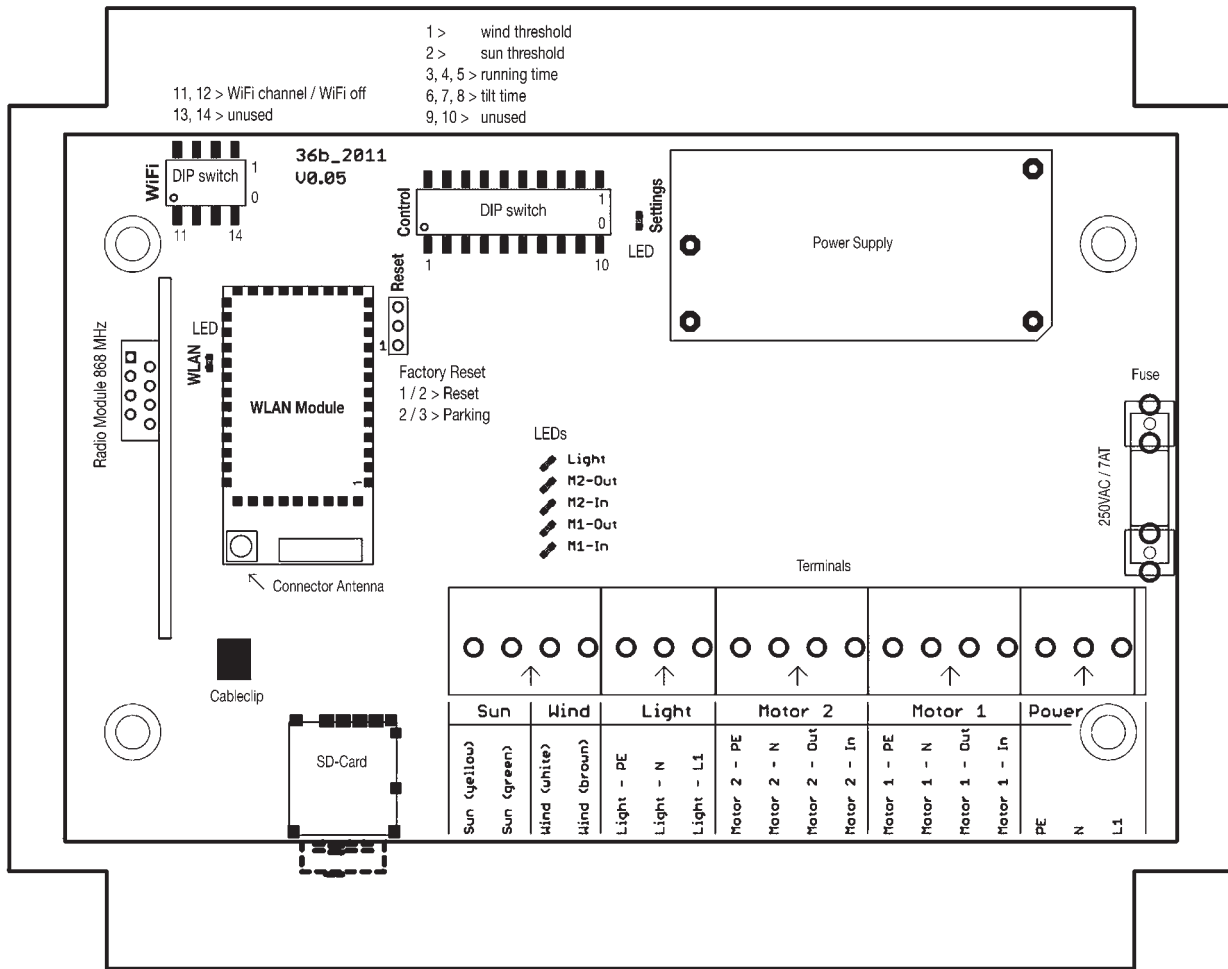 1 > wind threshold
2 > sun threshold
3, 4, 5 > running time
6, 7, 8 > tilt time
9, 10 > unused
11, 12 > WiFi channel / WiFi off
13, 14 > unused
WiFi
DIP switch
1
0
11
14
36b_2011
V0.05
Control
DIP switch
1
0
1
10
Settings
LED
Power Supply
Radio Module 868 MHz
LED
WLAN
WLAN Module
1
Reset
1
Factory Reset
1 / 2 > Reset
2 / 3 > Parking
LEDs
Light
M2-Out
M2-In
M1-Out
M1-In
Fuse
250VAC / 7AT
Connector Antenna
Terminals
Cableclip
SD-Card
Sun
Wind
Light
Motor 2
Motor 1
Power
Sun (yellow)
Sun (green)
Wind (white)
Wind (brown)
Light - PE
Light - N
Light - L1
Motor 2 - PE
Motor 2 - N
Motor 2 - Out
Motor 2 - In
Motor 1 - PE
Motor 1 - N
Motor 1 - Out
Motor 1 - In
PE
N
L1